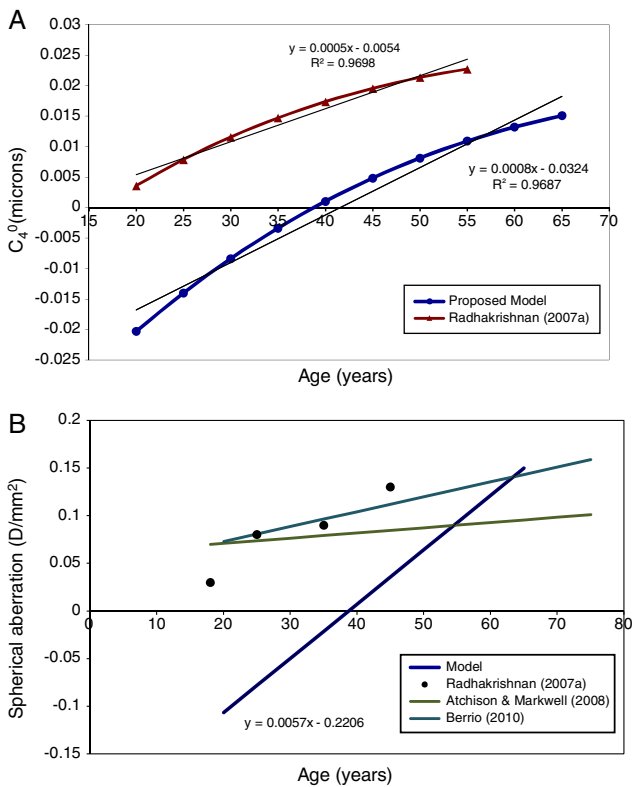 A
0.03
0.025
0.02
0.015
0.01
0.005
0
-0.005
-0.01
-0.015
-0.02
-0.025
C₄⁰(microns)
y = 0.0005x - 0.0054
R² = 0.9698
y = 0.0008x - 0.0324
R² = 0.9687
15 20 25 30 35 40 45 50 55 60 65 70
Proposed Model
Radhakrishnan (2007a)
Age (years)
B
0.2
0.15
0.1
0.05
0
-0.05
-0.1
-0.15
Spherical aberration (D/mm²)
0 10 20 30 40 50 60 70 80
y = 0.0057x - 0.2206
Model
Radhakrishnan (2007a)
Atchison & Markwell (2008)
Berrio (2010)
Age (years)